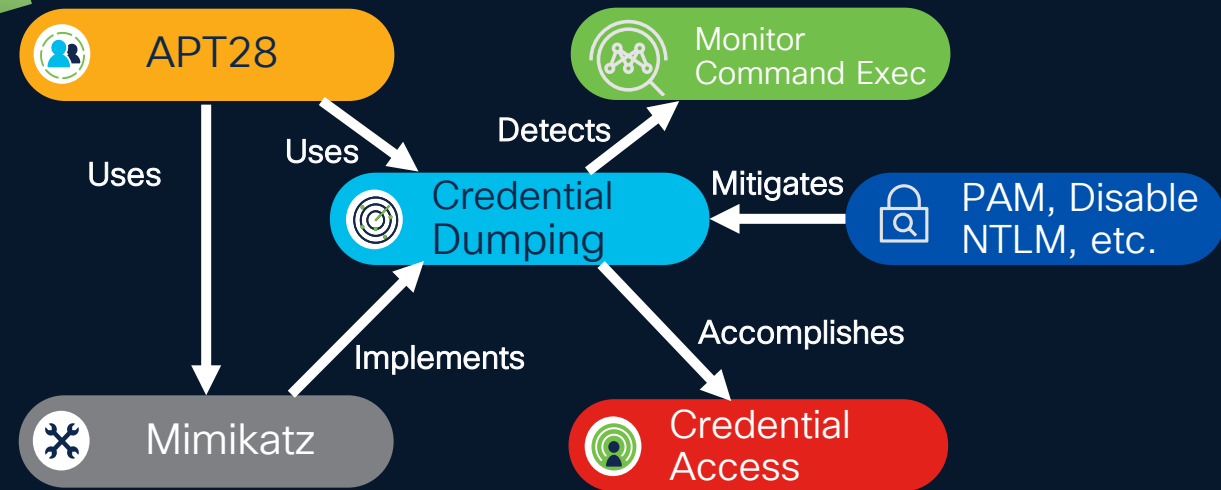 APT28
Monitor
Command Exec
Detects
Uses
Uses
Credential
Dumping
Mitigates
PAM, Disable
NTLM, etc.
Accomplishes
Implements
Mimikatz
Credential
Access